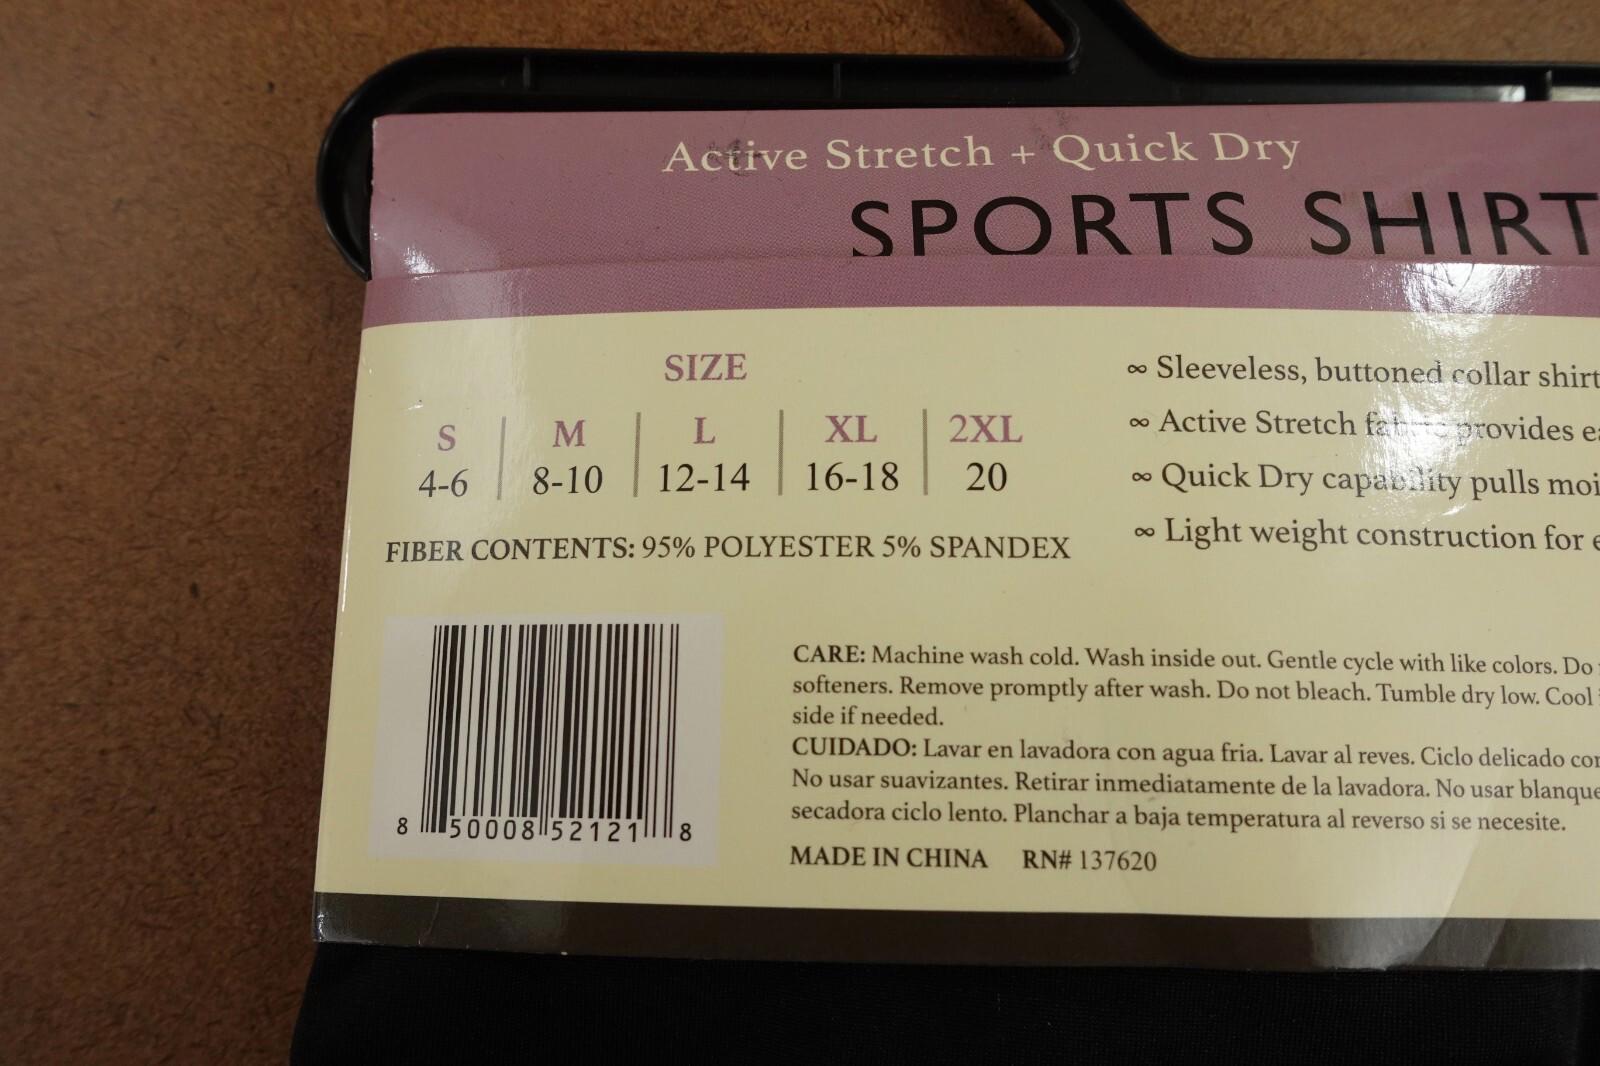 Active Stretch + Quick Dry
SPORTS SHIRT
SIZE
S M L XL 2XL
4-6 8-10 12-14 16-18 20
FIBER CONTENTS: 95% POLYESTER 5% SPANDEX
∞ Sleeveless, buttoned collar shirt
∞ Active Stretch fabric provides
∞ Quick Dry capability pulls
∞ Light weight construction for
8 50008 52121 8
CARE: Machine wash cold. Wash inside out. Gentle cycle with like colors. Do
softeners. Remove promptly after wash. Do not bleach. Tumble dry low. Cool
side if needed.
CUIDADO: Lavar en lavadora con agua fria. Lavar al reves. Ciclo delicado
No usar suavizantes. Retirar inmediatamente de la lavadora. No usar
secadora ciclo lento. Planchar a baja temperatura al reverso si se necesite.
MADE IN CHINA RN# 137620